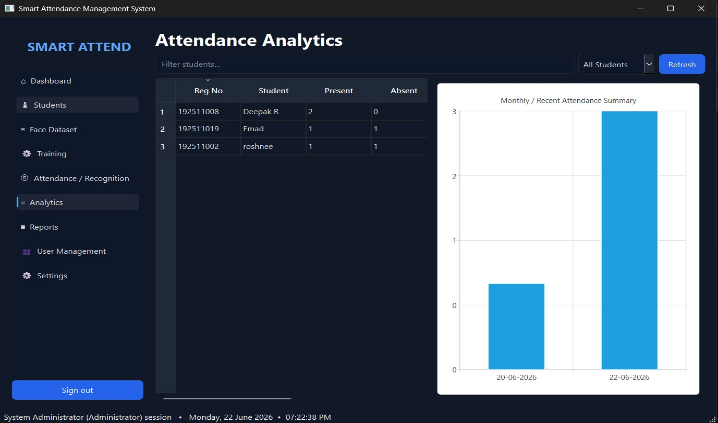 Smart Attendance Management System
SMART ATTEND
Dashboard
Students
Face Dataset
Training
Attendance / Recognition
Analytics
Reports
User Management
Settings
Sign out
Attendance Analytics
Filter students...
All Students
Refresh
Reg No Student Present Absent
1 192511008 Deepak R 2 0
2 192511019 Emad 1 1
3 192511002 roshnee 1 1
Monthly / Recent Attendance Summary
3
2
1
0
0
20-06-2026 22-06-2026
System Administrator (Administrator) session • Monday, 22 June 2026 • 07:22:38 PM